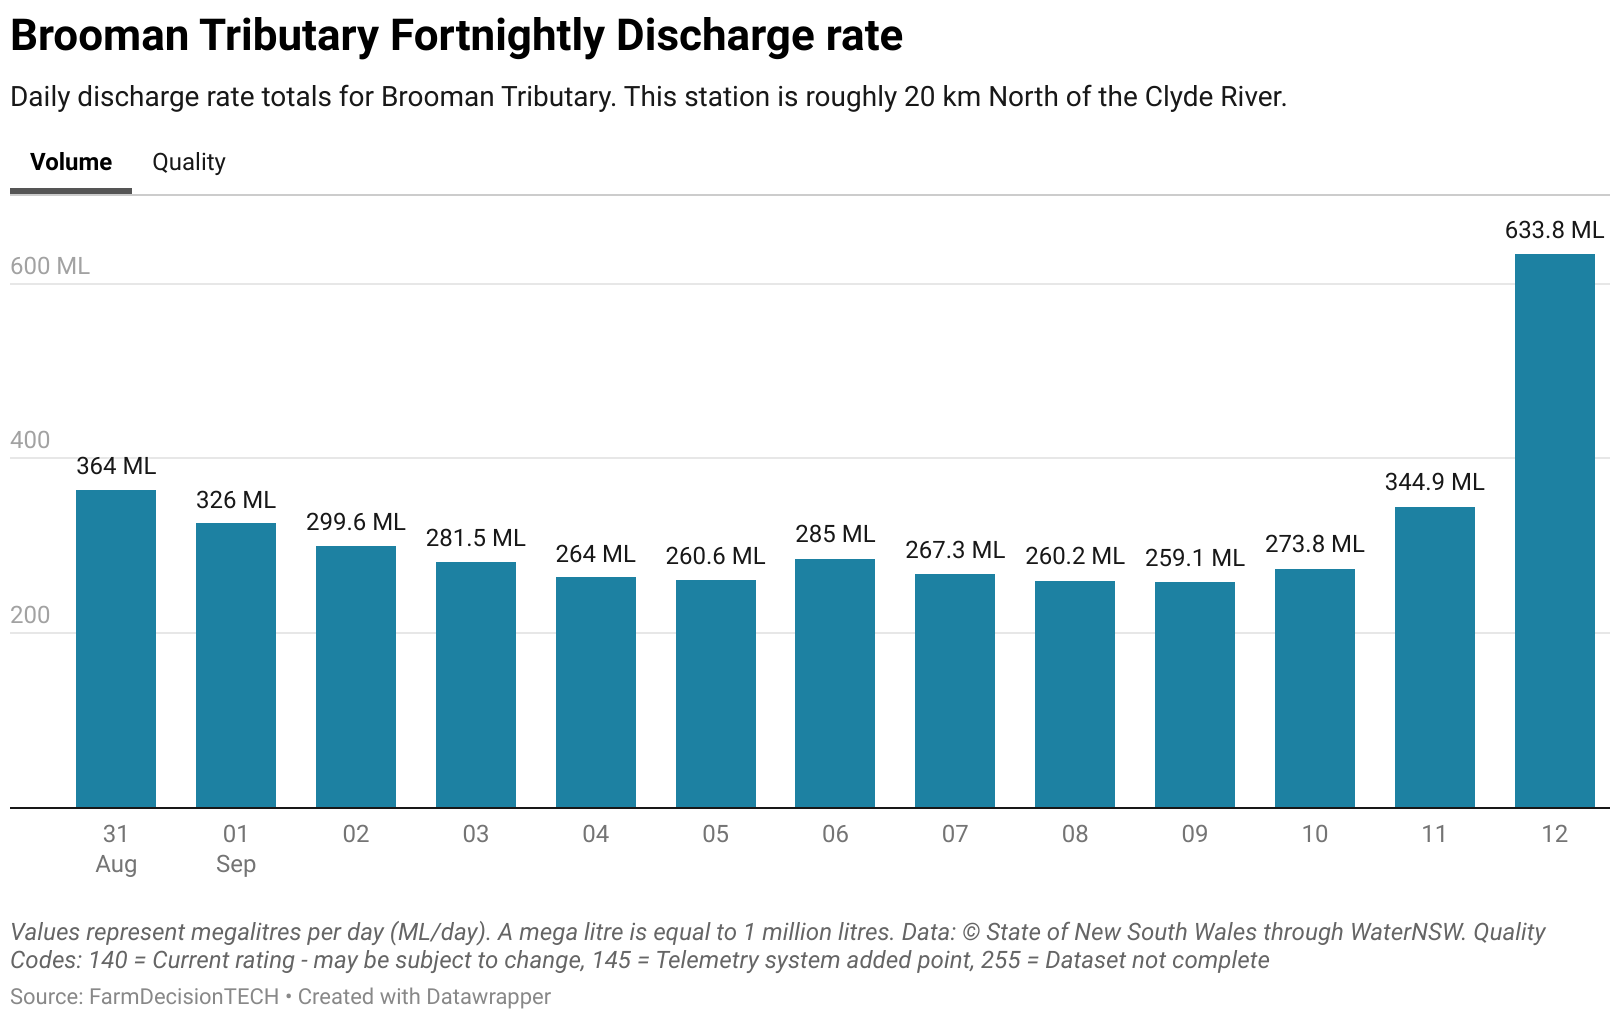 Brooman Tributary Fortnightly Discharge rate
Daily discharge rate totals for Brooman Tributary. This station is roughly 20 km North of the Clyde River.
Volume Quality
633.8 ML
600 ML
400
364 ML
326 ML
299.6 ML
281.5 ML
264 ML
260.6 ML
285 ML
267.3 ML
260.2 ML
259.1 ML
273.8 ML
344.9 ML
200
31 01 02 03 04 05 06 07 08 09 10 11 12
Aug Sep
Values represent megalitres per day (ML/day). A mega litre is equal to 1 million litres. Data: © State of New South Wales through WaterNSW. Quality
Codes: 140 = Current rating - may be subject to change, 145 = Telemetry system added point, 255 = Dataset not complete
Source: FarmDecisionTECH • Created with Datawrapper